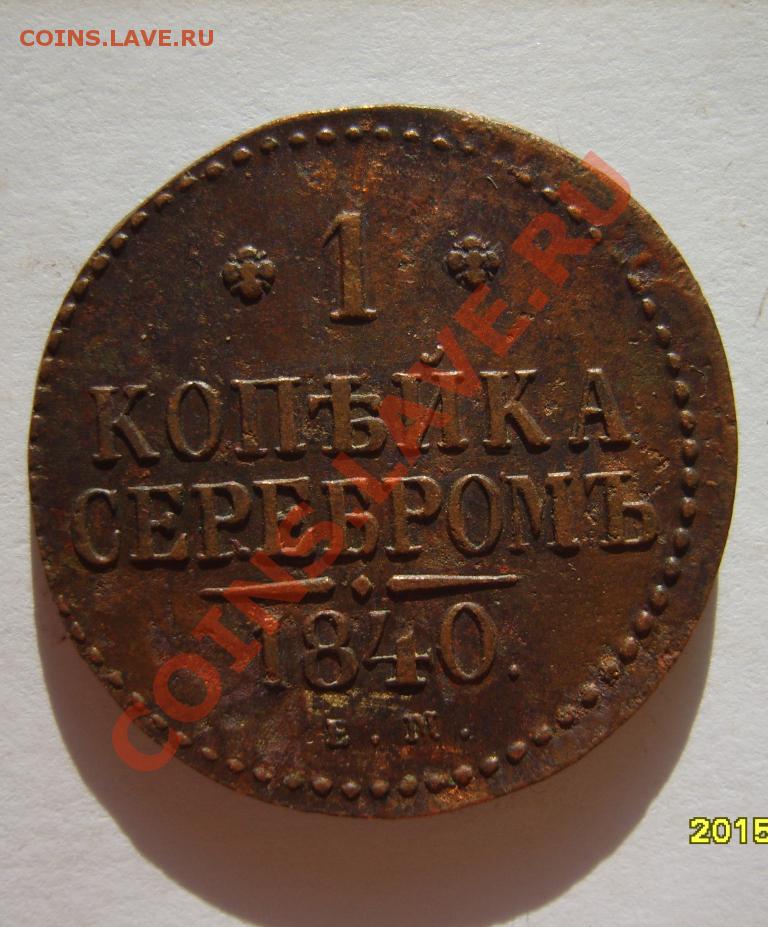 COINS.LAVE.RU
1
КОПѢЙКА
СЕРЕБРОМЪ
1840.
Е.М.
COINS.LAVE.RU
2015